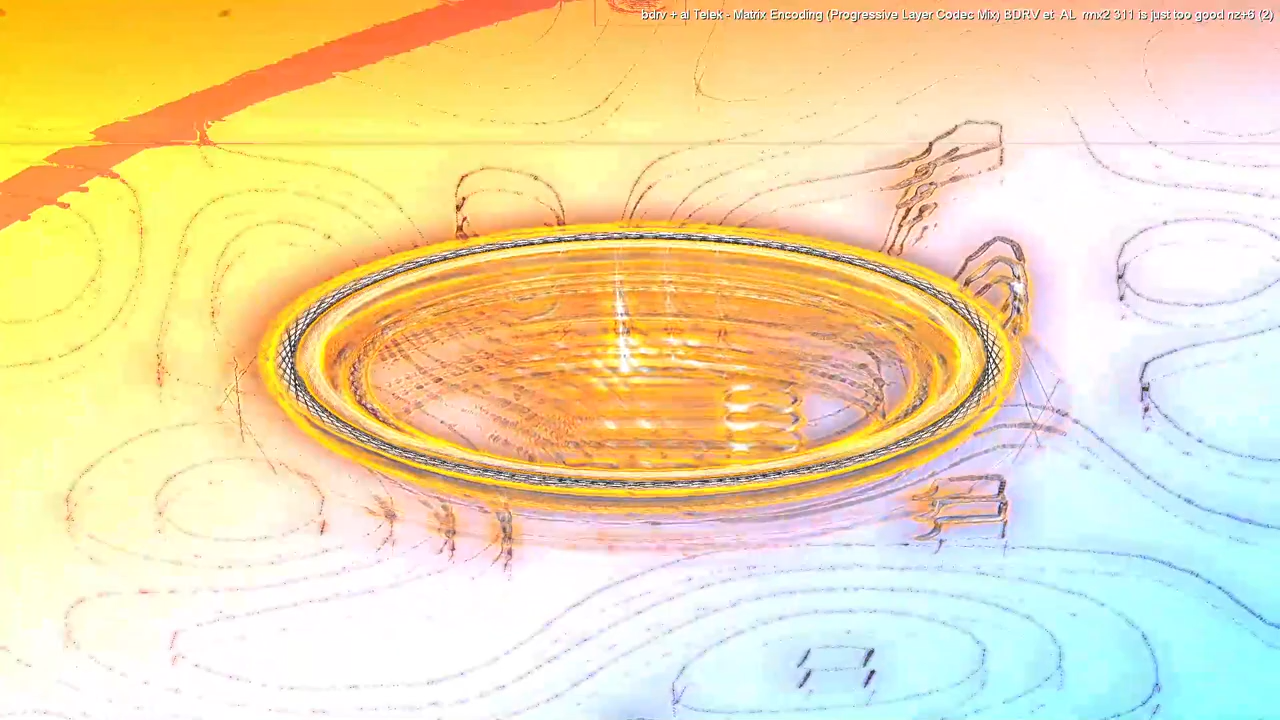 bdrv + al Telek - Matrix Encoding (Progressive Layer Codec Mix) BDRV et AL rmx2 311 is just too good nz+6 (2)